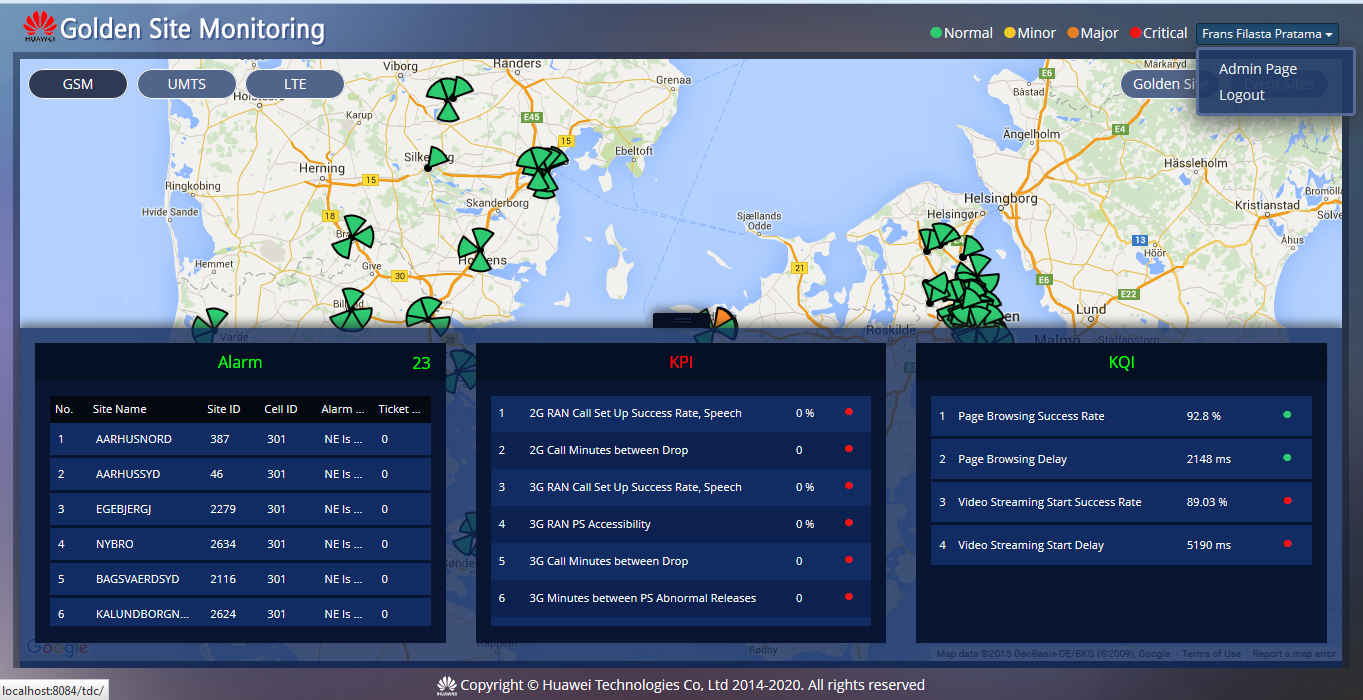 HUAWEI
Golden Site Monitoring
Normal Minor Major Critical Frans Filasta Pratama
Admin Page
Logout
GSM UMTS LTE
Golden Si Event Sites
Viborg
Randers
Grenaa
Karup
E45
15
Ebeltoft
Herning
15
Ringkobing
Skanderborg
Hvide Sande
18
Hemmet
Give
30
Varde
28
Sjællands
Odde
21
Roskilde
Markaryd
E6
Båstad
E4
Ängelholm
Hässleholm
Helsingborg
Helsingør
Kristianstad
Åhus
13
Höör
E6
E22
Lund
Malmö
Staffanstorp
Alarm 23
No. Site Name Site ID Cell ID Alarm ... Ticket ...
1 AARHUSNORD 387 301 NE Is ... 0
2 AARHUSSYD 46 301 NE Is ... 0
3 EGEBJERGJ 2279 301 NE Is ... 0
4 NYBRO 2634 301 NE Is ... 0
5 BAGSVAERDSYD 2116 301 NE Is ... 0
6 KALUNDBORGN... 2624 301 NE Is ... 0
KPI
1 2G RAN Call Set Up Success Rate, Speech 0 %
2 2G Call Minutes between Drop 0
3 3G RAN Call Set Up Success Rate, Speech 0 %
4 3G RAN PS Accessibility 0 %
5 3G Call Minutes between Drop 0
6 3G Minutes between PS Abnormal Releases 0
KQI
1 Page Browsing Success Rate 92.8 %
2 Page Browsing Delay 2148 ms
3 Video Streaming Start Success Rate 89.03 %
4 Video Streaming Start Delay 5190 ms
Google
Rødby
Map data ©2015 GeoBasis-DE/BKG (©2009), Google Terms of Use Report a map error
localhost:8084/tdc/
HUAWEI Copyright © Huawei Technologies Co, Ltd 2014-2020. All rights reserved